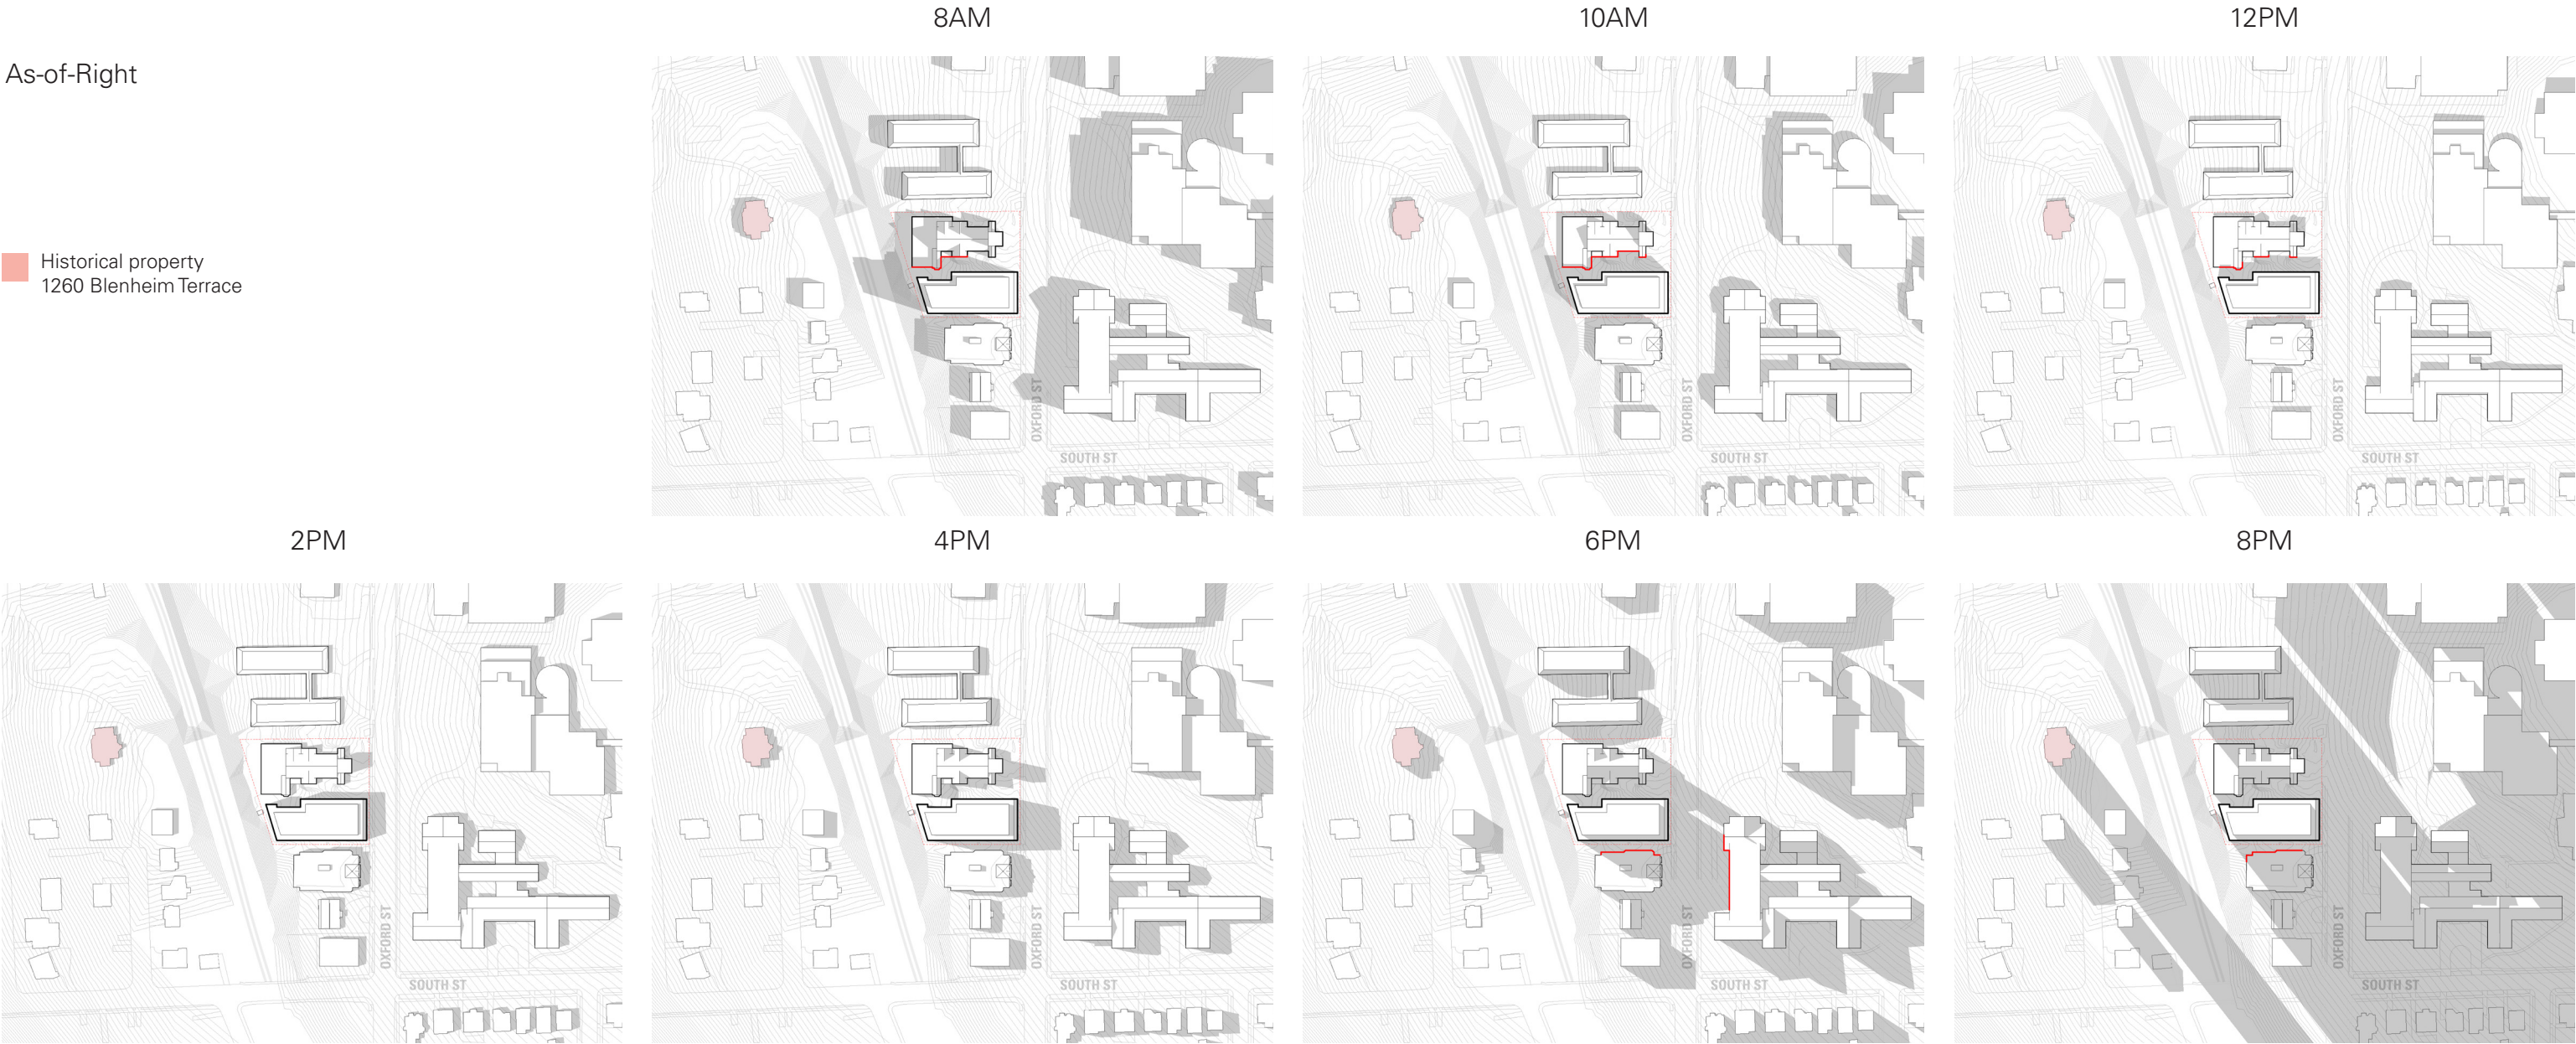 8AM
10AM
12PM
As-of-Right
Historical property
1260 Blenheim Terrace
OXFORD ST
SOUTH ST
OXFORD ST
SOUTH ST
OXFORD ST
SOUTH ST
2PM
4PM
6PM
8PM
OXFORD ST
SOUTH ST
OXFORD ST
SOUTH ST
OXFORD ST
SOUTH ST
OXFORD ST
SOUTH ST